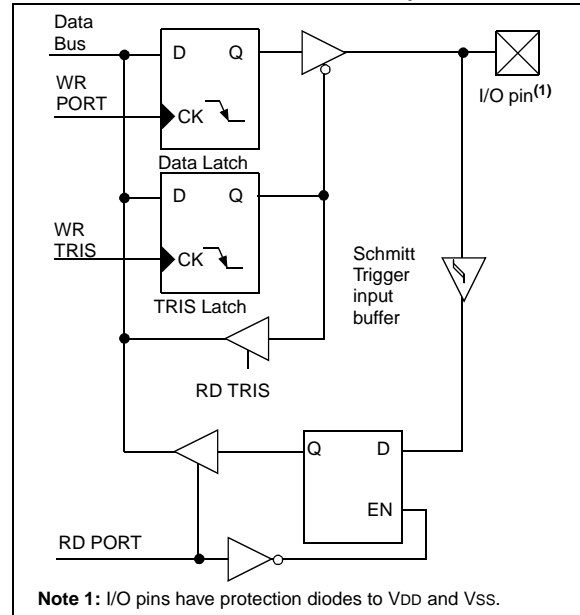 Data
Bus
D Q
WR
PORT
CK
I/O pin(1)
Data Latch
D Q
WR
TRIS
CK
Schmitt
Trigger
input
buffer
TRIS Latch
RD TRIS
Q D
EN
RD PORT
Note 1: I/O pins have protection diodes to VDD and VSS.